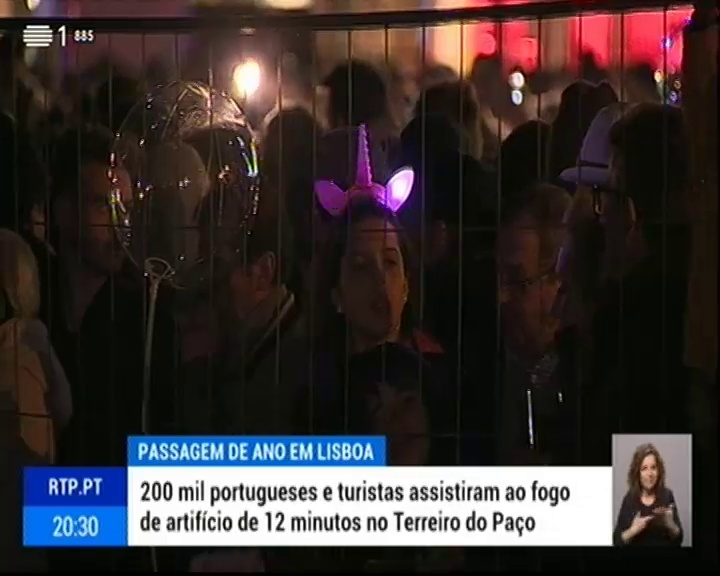 1 885
PASSAGEM DE ANO EM LISBOA
RTP.PT
20:30
200 mil portugueses e turistas assistiram ao fogo
de artifício de 12 minutos no Terreiro do Paço